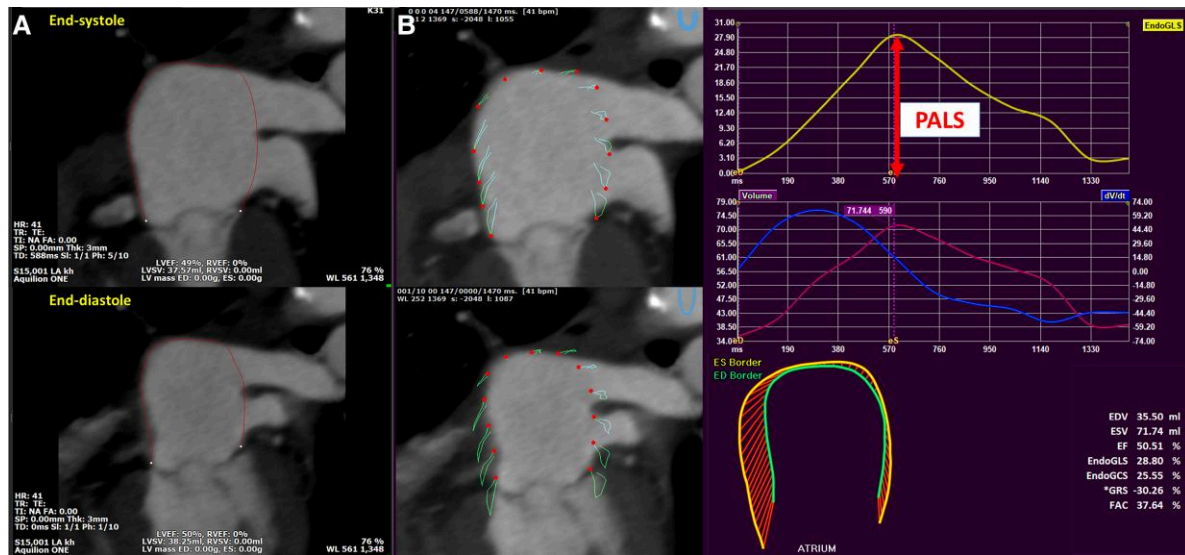 A
End-systole
K31
HR: 41
TR: TE:
TI: NA FA: 0.00
SP: 0.00mm Thk: 3mm
TD: 588ms Sl: 1/1 Ph: 5/10
S15,001 LA kh
Aquilion ONE
LVEF: 49%, RVEF: 0%
LVSV: 37.57ml, RVSV: 0.00ml
LV mass ED: 0.00g, ES: 0.00g
76 %
WL 561 1,348
End-diastole
HR: 41
TR: TE:
TI: NA FA: 0.00
SP: 0.00mm Thk: 3mm
TD: 0ms Sl: 1/1 Ph: 1/10
S15,001 LA kh
Aquilion ONE
LVEF: 50%, RVEF: 0%
LVSV: 38.25ml, RVSV: 0.00ml
LV mass ED: 0.00g, ES: 0.00g
76 %
WL 561 1,348
B
0 0 0 04 147/0588/1470 ms. [41 bpm]
2 1369 s: -2048 l: 1055
001/10 00 147/0000/1470 ms. [41 bpm]
WL 252 1369 s: -2048 l: 1087
EndoGLS
31.00
27.90
24.80
21.70
18.60
15.50
12.40
9.30
6.20
3.10
0.00
PALS
ms 190 380 570 760 950 1140 1330
Volume
dV/dt
71.744 590
79.00
74.50
70.00
65.50
61.00
56.50
52.00
47.50
43.00
38.50
34.00
74.00
59.20
44.40
29.60
14.80
0.00
-14.80
-29.60
-44.40
-59.20
-74.00
ms 190 380 570 760 950 1140 1330
ES Border
ED Border
ATRIUM
EDV 35.50 ml
ESV 71.74 ml
EF 50.51 %
EndoGLS 28.80 %
EndoGCS 25.55 %
*GRS -30.26 %
FAC 37.64 %